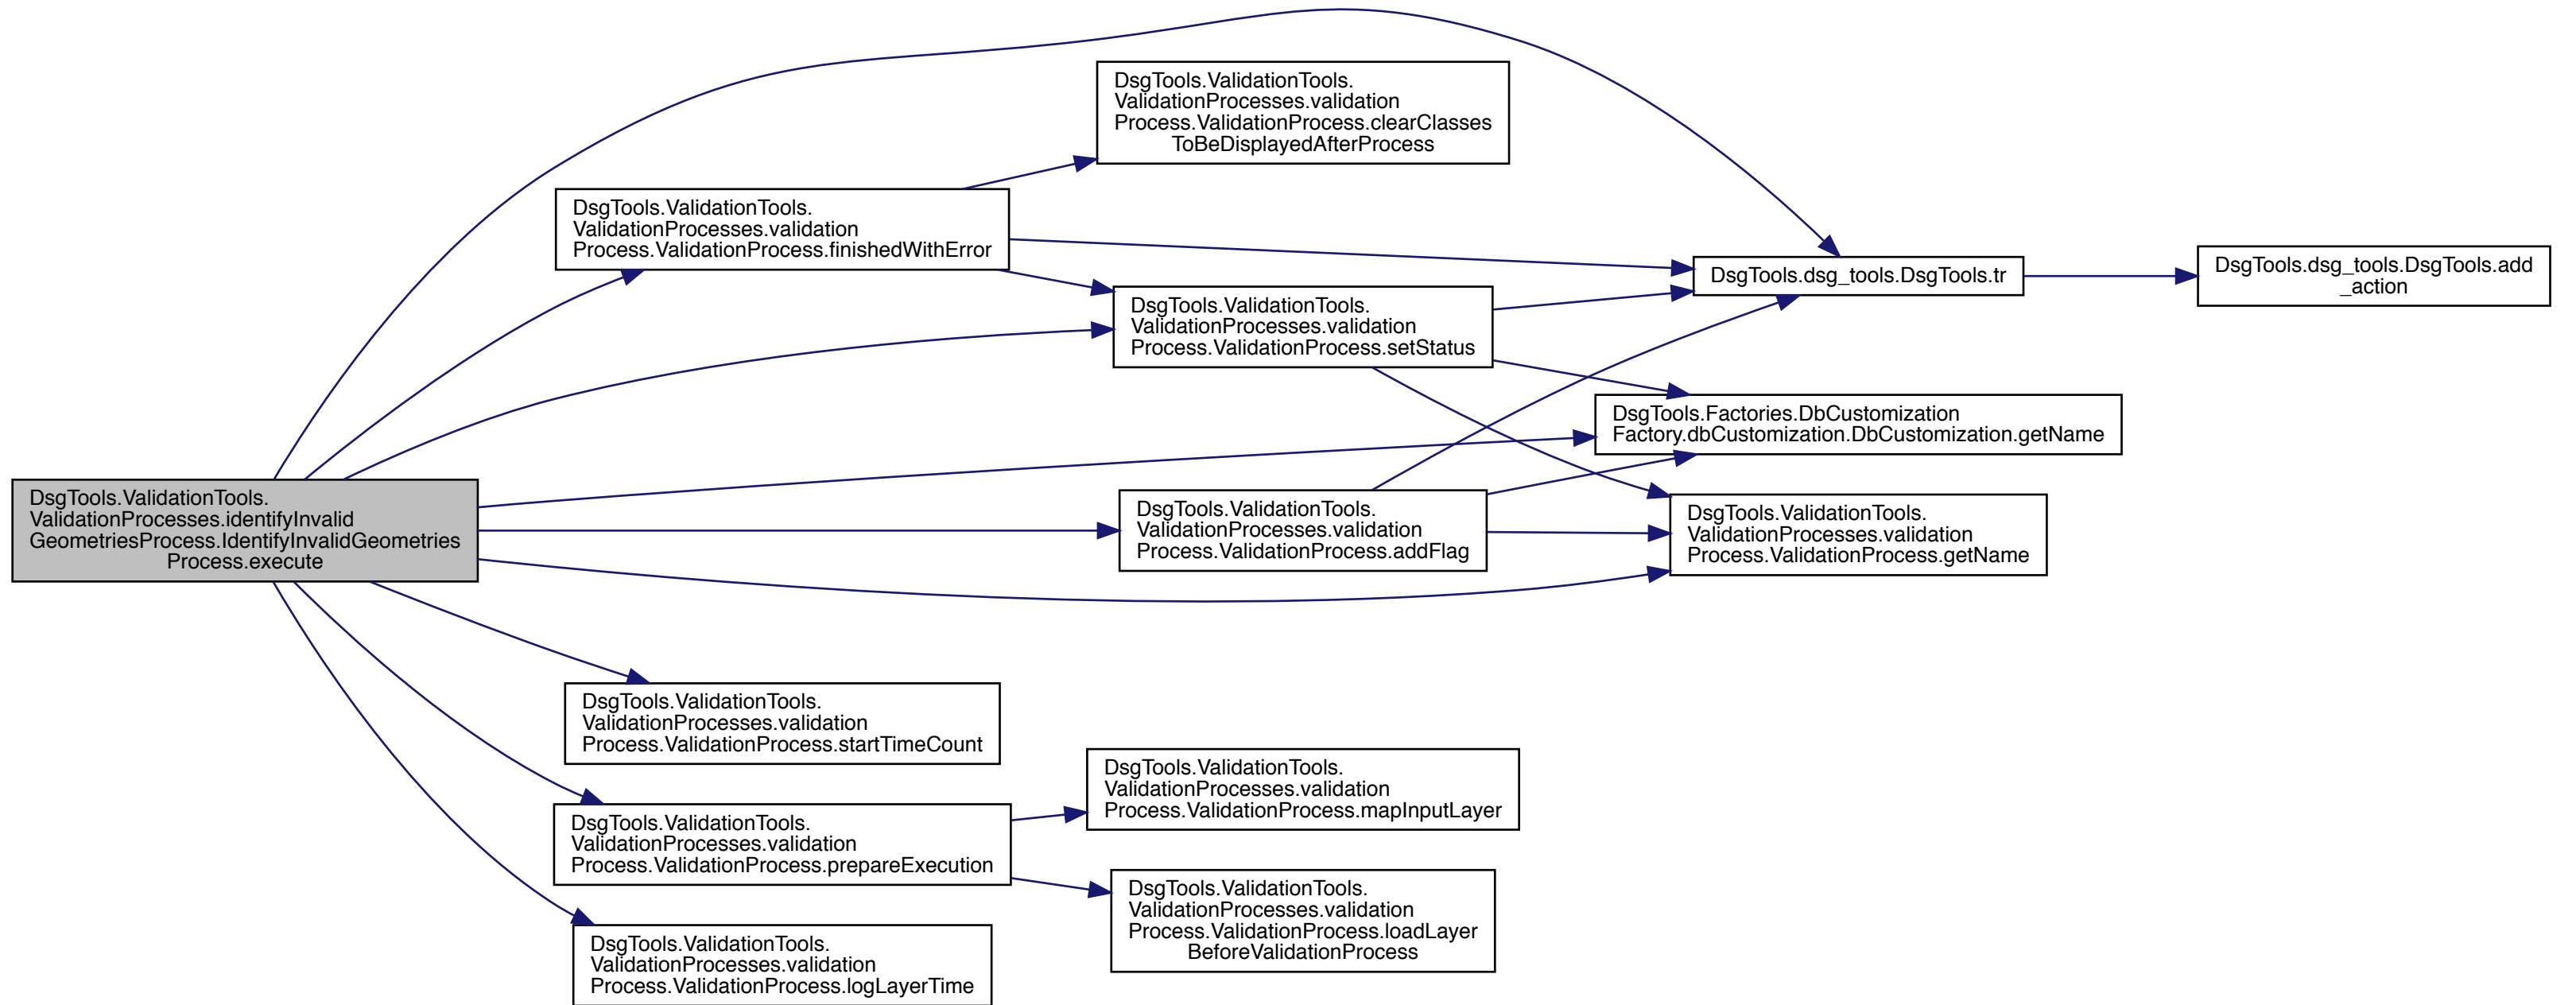 DsgTools.ValidationTools.
ValidationProcesses.validation
Process.ValidationProcess.clearClasses
ToBeDisplayedAfterProcess
DsgTools.ValidationTools.
ValidationProcesses.validation
Process.ValidationProcess.finishedWithError
DsgTools.dsg_tools.DsgTools.tr
DsgTools.dsg_tools.DsgTools.add
_action
DsgTools.ValidationTools.
ValidationProcesses.validation
Process.ValidationProcess.setStatus
DsgTools.Factories.DbCustomization
Factory.dbCustomization.DbCustomization.getName
DsgTools.ValidationTools.
ValidationProcesses.identifyInvalid
GeometriesProcess.IdentifyInvalidGeometries
Process.execute
DsgTools.ValidationTools.
ValidationProcesses.validation
Process.ValidationProcess.addFlag
DsgTools.ValidationTools.
ValidationProcesses.validation
Process.ValidationProcess.getName
DsgTools.ValidationTools.
ValidationProcesses.validation
Process.ValidationProcess.startTimeCount
DsgTools.ValidationTools.
ValidationProcesses.validation
Process.ValidationProcess.mapInputLayer
DsgTools.ValidationTools.
ValidationProcesses.validation
Process.ValidationProcess.prepareExecution
DsgTools.ValidationTools.
ValidationProcesses.validation
Process.ValidationProcess.loadLayer
BeforeValidationProcess
DsgTools.ValidationTools.
ValidationProcesses.validation
Process.ValidationProcess.logLayerTime